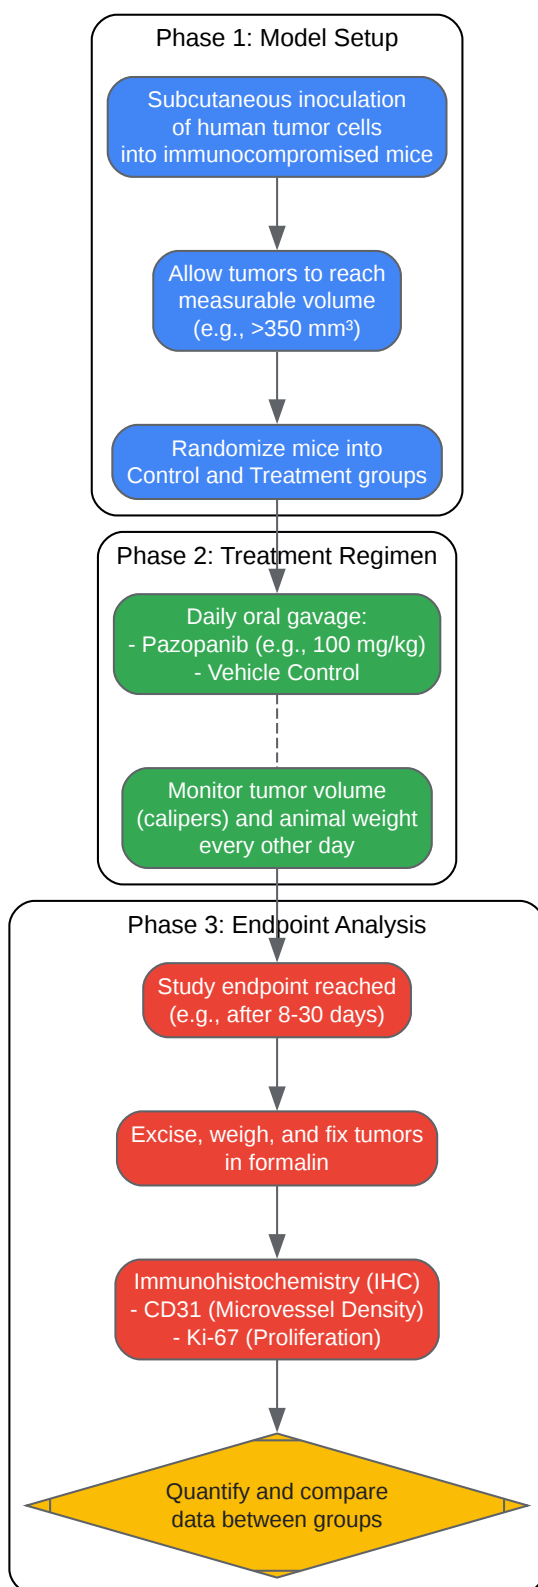 Phase 1: Model Setup
Subcutaneous inoculation
of human tumor cells
into immunocompromised mice
Allow tumors to reach
measurable volume
(e.g., >350 mm³)
Randomize mice into
Control and Treatment groups
Phase 2: Treatment Regimen
Daily oral gavage:
- Pazopanib (e.g., 100 mg/kg)
- Vehicle Control
Monitor tumor volume
(calipers) and animal weight
every other day
Phase 3: Endpoint Analysis
Study endpoint reached
(e.g., after 8-30 days)
Excise, weigh, and fix tumors
in formalin
Immunohistochemistry (IHC)
- CD31 (Microvessel Density)
- Ki-67 (Proliferation)
Quantify and compare
data between groups